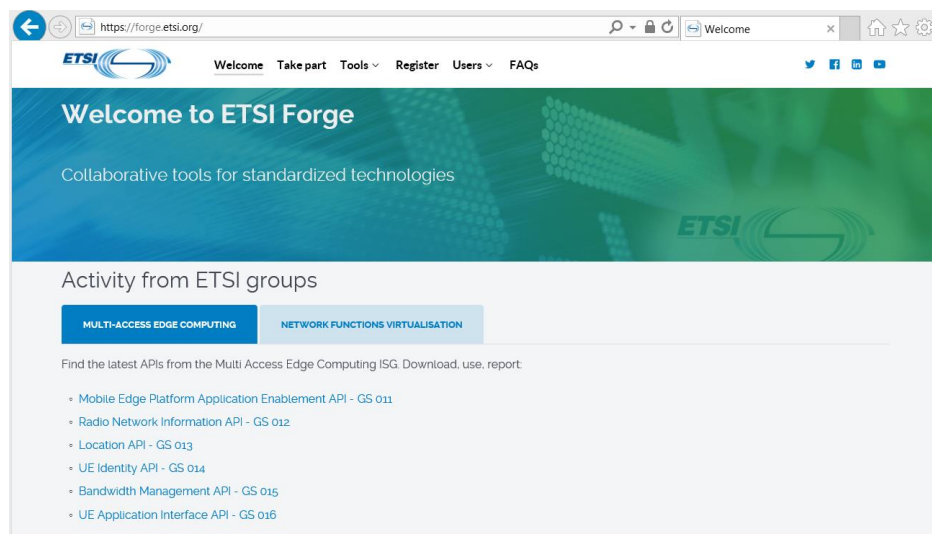 https://forge.etsi.org/
Welcome
ETSI
Welcome Take part Tools Register Users FAQs
Welcome to ETSI Forge
Collaborative tools for standardized technologies
ETSI
Activity from ETSI groups
MULTI-ACCESS EDGE COMPUTING NETWORK FUNCTIONS VIRTUALISATION
Find the latest APIs from the Multi Access Edge Computing ISG. Download, use, report:
Mobile Edge Platform Application Enablement API - GS 011
Radio Network Information API - GS 012
Location API - GS 013
UE Identity API - GS 014
Bandwidth Management API - GS 015
UE Application Interface API - GS 016